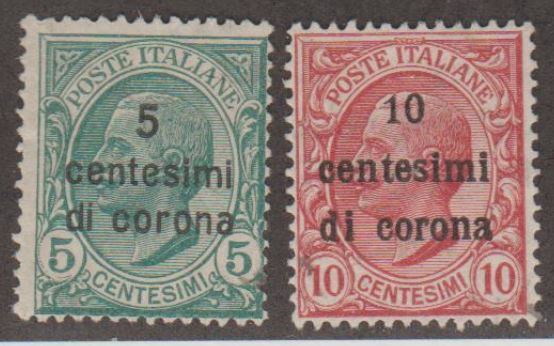 POSTE ITALIANE
5
centesimi
di corona
5 CENTESIMI 5
POSTE ITALIANE
10
centesimi
di corona
10 CENTESIMI 10